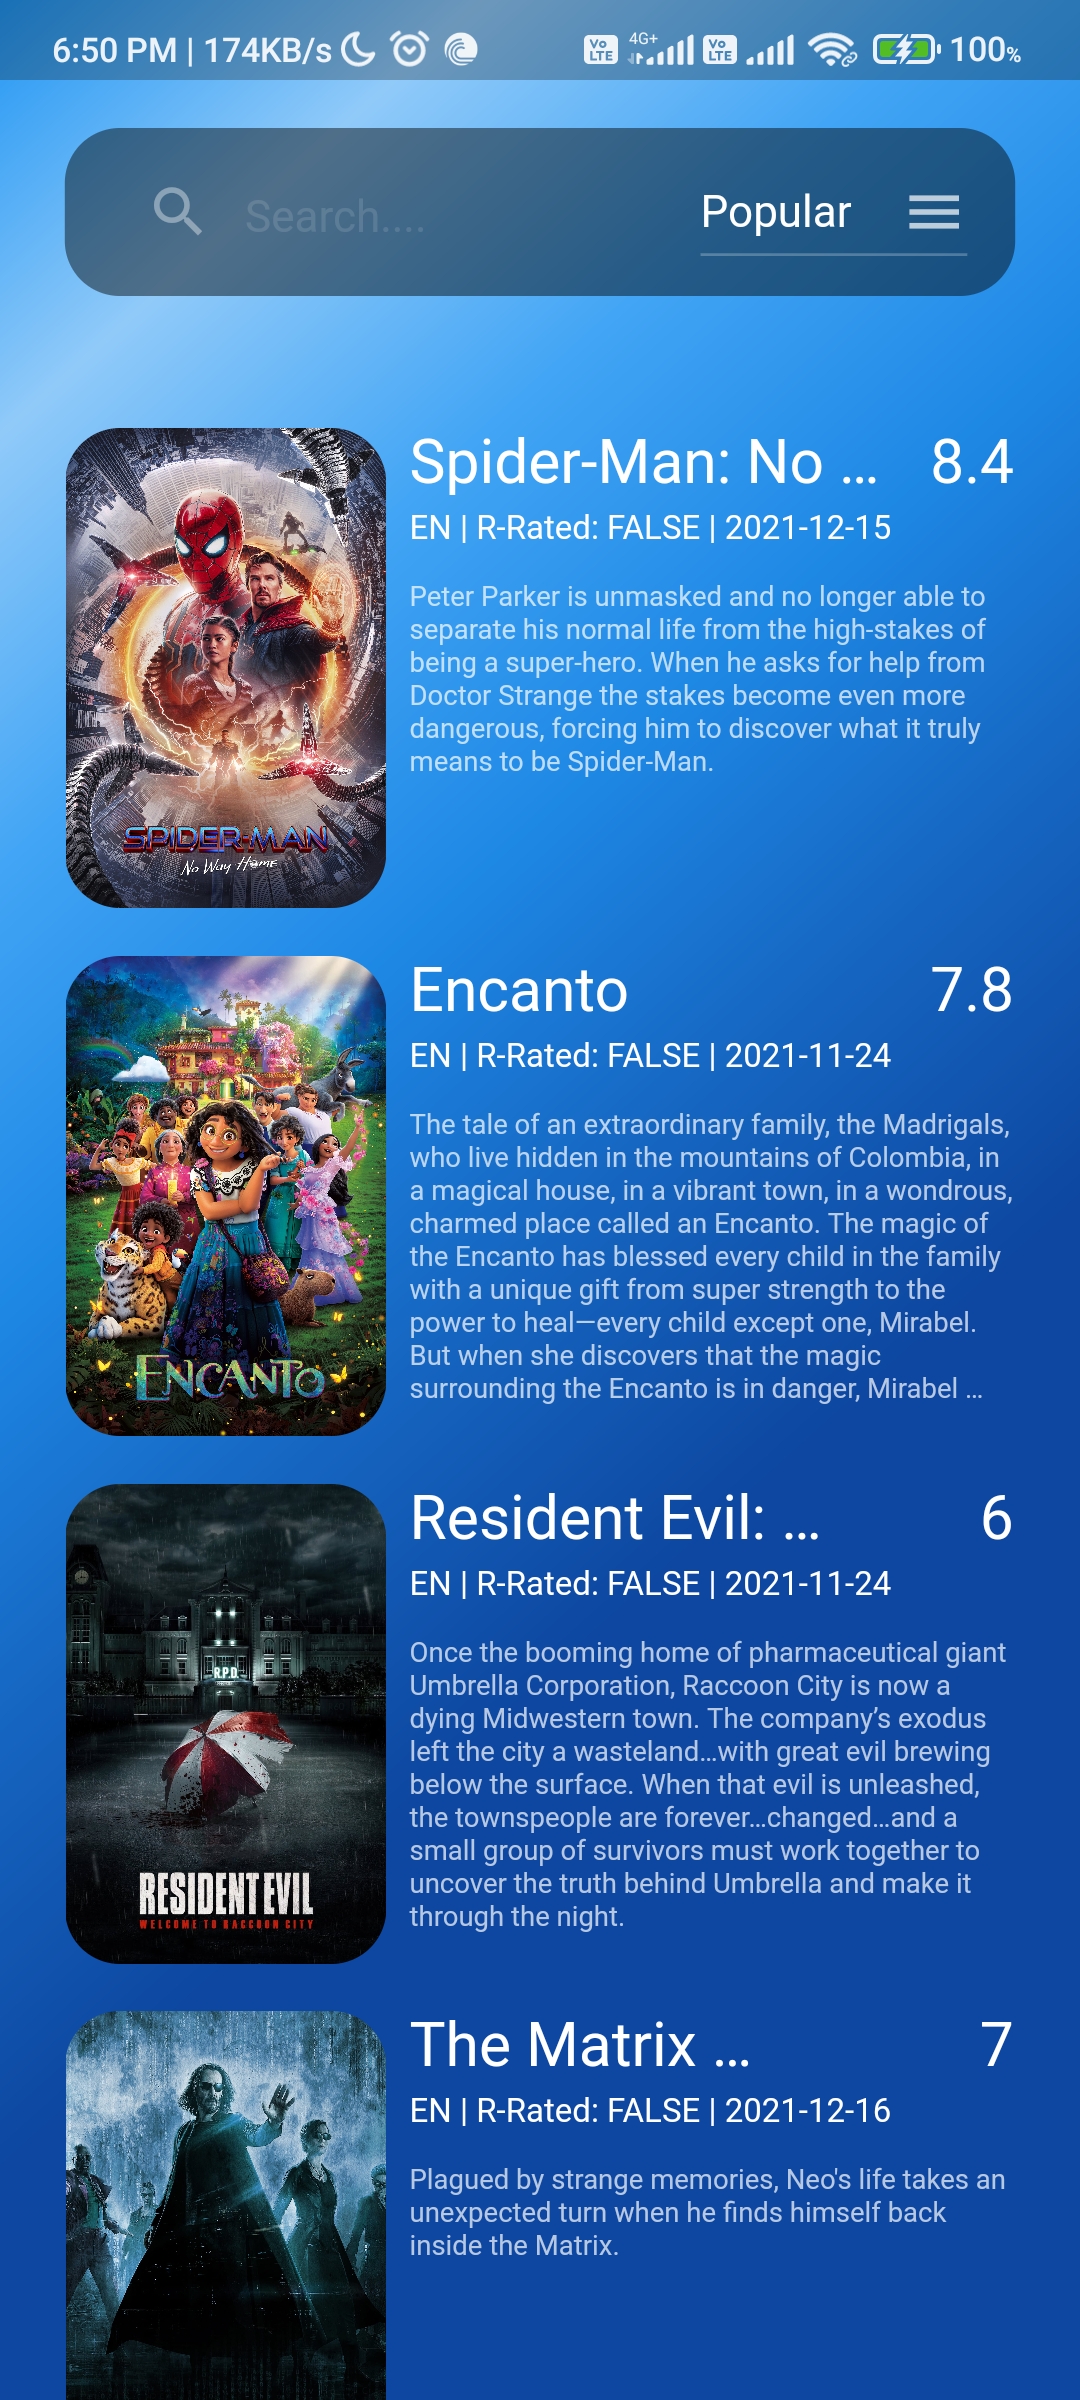 6:50 PM | 174KB/s
Vo LTE
4G+
Vo LTE
100%
Search....
Popular
SPIDER-MAN
No Way Home
Spider-Man: No ...
8.4
EN | R-Rated: FALSE | 2021-12-15
Peter Parker is unmasked and no longer able to
separate his normal life from the high-stakes of
being a super-hero. When he asks for help from
Doctor Strange the stakes become even more
dangerous, forcing him to discover what it truly
means to be Spider-Man.
ENCANTO
Encanto
7.8
EN | R-Rated: FALSE | 2021-11-24
The tale of an extraordinary family, the Madrigals,
who live hidden in the mountains of Colombia, in
a magical house, in a vibrant town, in a wondrous,
charmed place called an Encanto. The magic of
the Encanto has blessed every child in the family
with a unique gift from super strength to the
power to heal—every child except one, Mirabel.
But when she discovers that the magic
surrounding the Encanto is in danger, Mirabel ...
R.P.D.
RESIDENT EVIL
WELCOME TO RACCOON CITY
Resident Evil: ...
6
EN | R-Rated: FALSE | 2021-11-24
Once the booming home of pharmaceutical giant
Umbrella Corporation, Raccoon City is now a
dying Midwestern town. The company’s exodus
left the city a wasteland…with great evil brewing
below the surface. When that evil is unleashed,
the townspeople are forever…changed…and a
small group of survivors must work together to
uncover the truth behind Umbrella and make it
through the night.
The Matrix ...
7
EN | R-Rated: FALSE | 2021-12-16
Plagued by strange memories, Neo's life takes an
unexpected turn when he finds himself back
inside the Matrix.